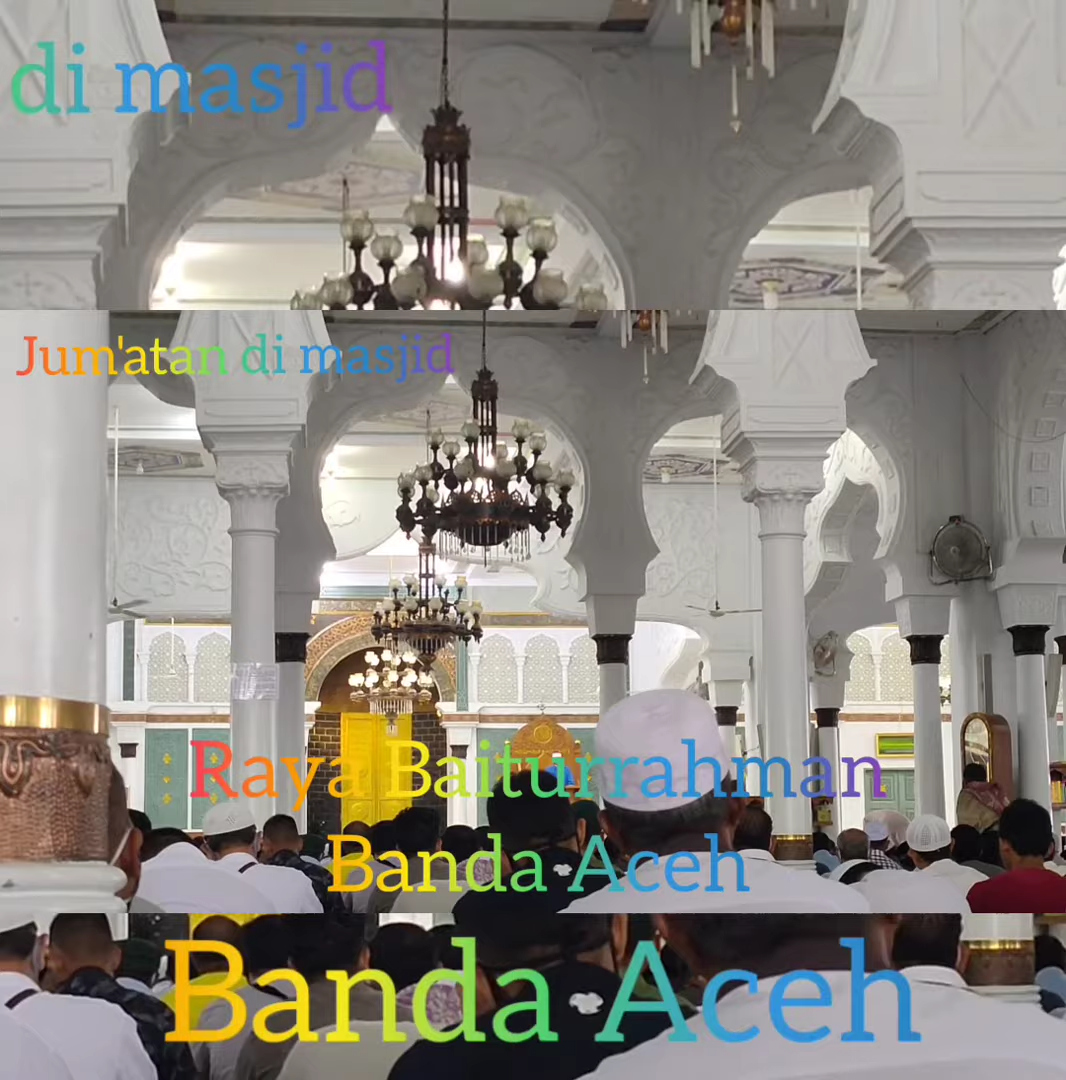 di masjid
Jum'atan di masjid
Raya Baiturrahman
Banda Aceh
Banda Aceh